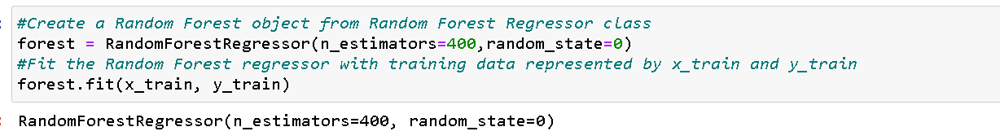 #Create a Random Forest object from Random Forest Regressor class
forest = RandomForestRegressor(n_estimators=400,random_state=0)
#Fit the Random Forest regressor with training data represented by x_train and y_train
forest.fit(x_train, y_train)
RandomForestRegressor(n_estimators=400, random_state=0)